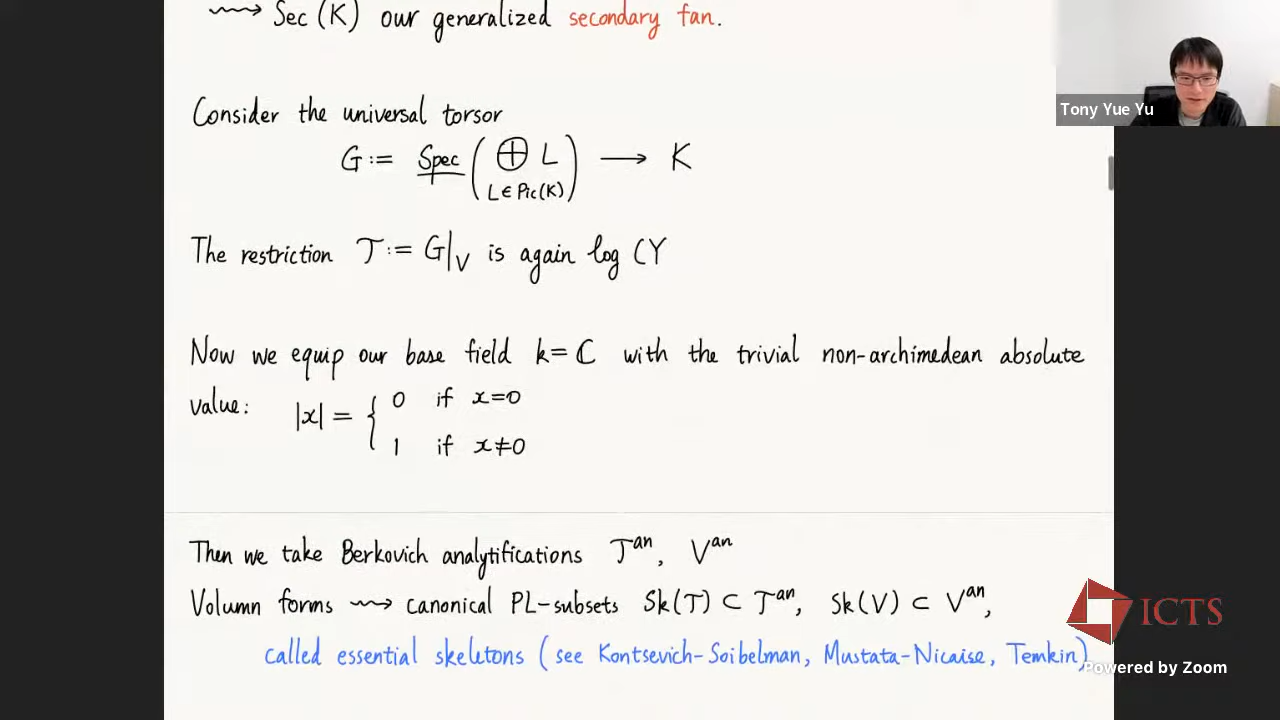 ⟿ Sec(K) our generalized secondary fan.
Tony Yue Yu
Consider the universal torsor
G := Spec ( ⊕ L ) ⟶ K
L∈Pic(K)
The restriction 𝒯 := G|_V is again log CY
Now we equip our base field k = ℂ with the trivial non-archimedean absolute
value: |x| = { 0 if x=0
1 if x≠0
Then we take Berkovich analytifications 𝒯^an, V^an
Volumn forms ⟿ canonical PL-subsets Sk(𝒯) ⊂ 𝒯^an, Sk(V) ⊂ V^an,
called essential skeletons (see Kontsevich-Soibelman, Mustata-Nicaise, Temkin)
ICTS
Powered by Zoom